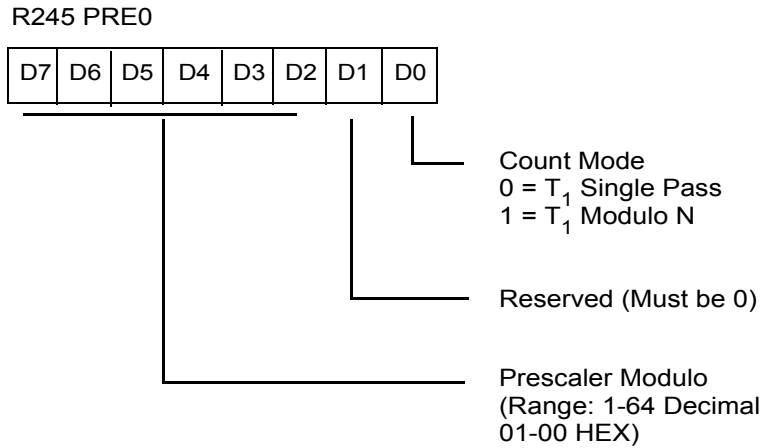 R245 PRE0
D7 D6 D5 D4 D3 D2 D1 D0
Count Mode
0 = T1 Single Pass
1 = T1 Modulo N
Reserved (Must be 0)
Prescaler Modulo
(Range: 1-64 Decimal
01-00 HEX)